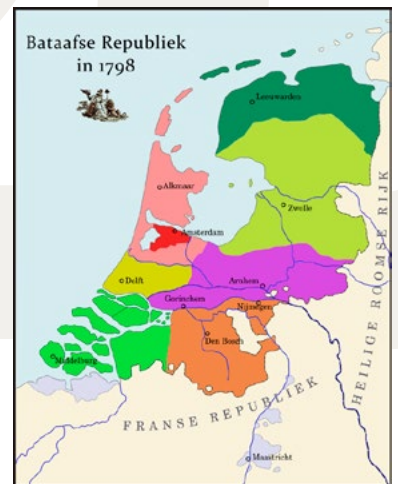 Bataafse Republiek
in 1798
Leeuwarden
Alkmaar
Zwolle
Amsterdam
Delft
Arnhem
Gorinchem
Nijmegen
Den Bosch
Middelburg
Maastricht
FRANSE REPUBLIEK
HEILIGE ROOMSE RIJK